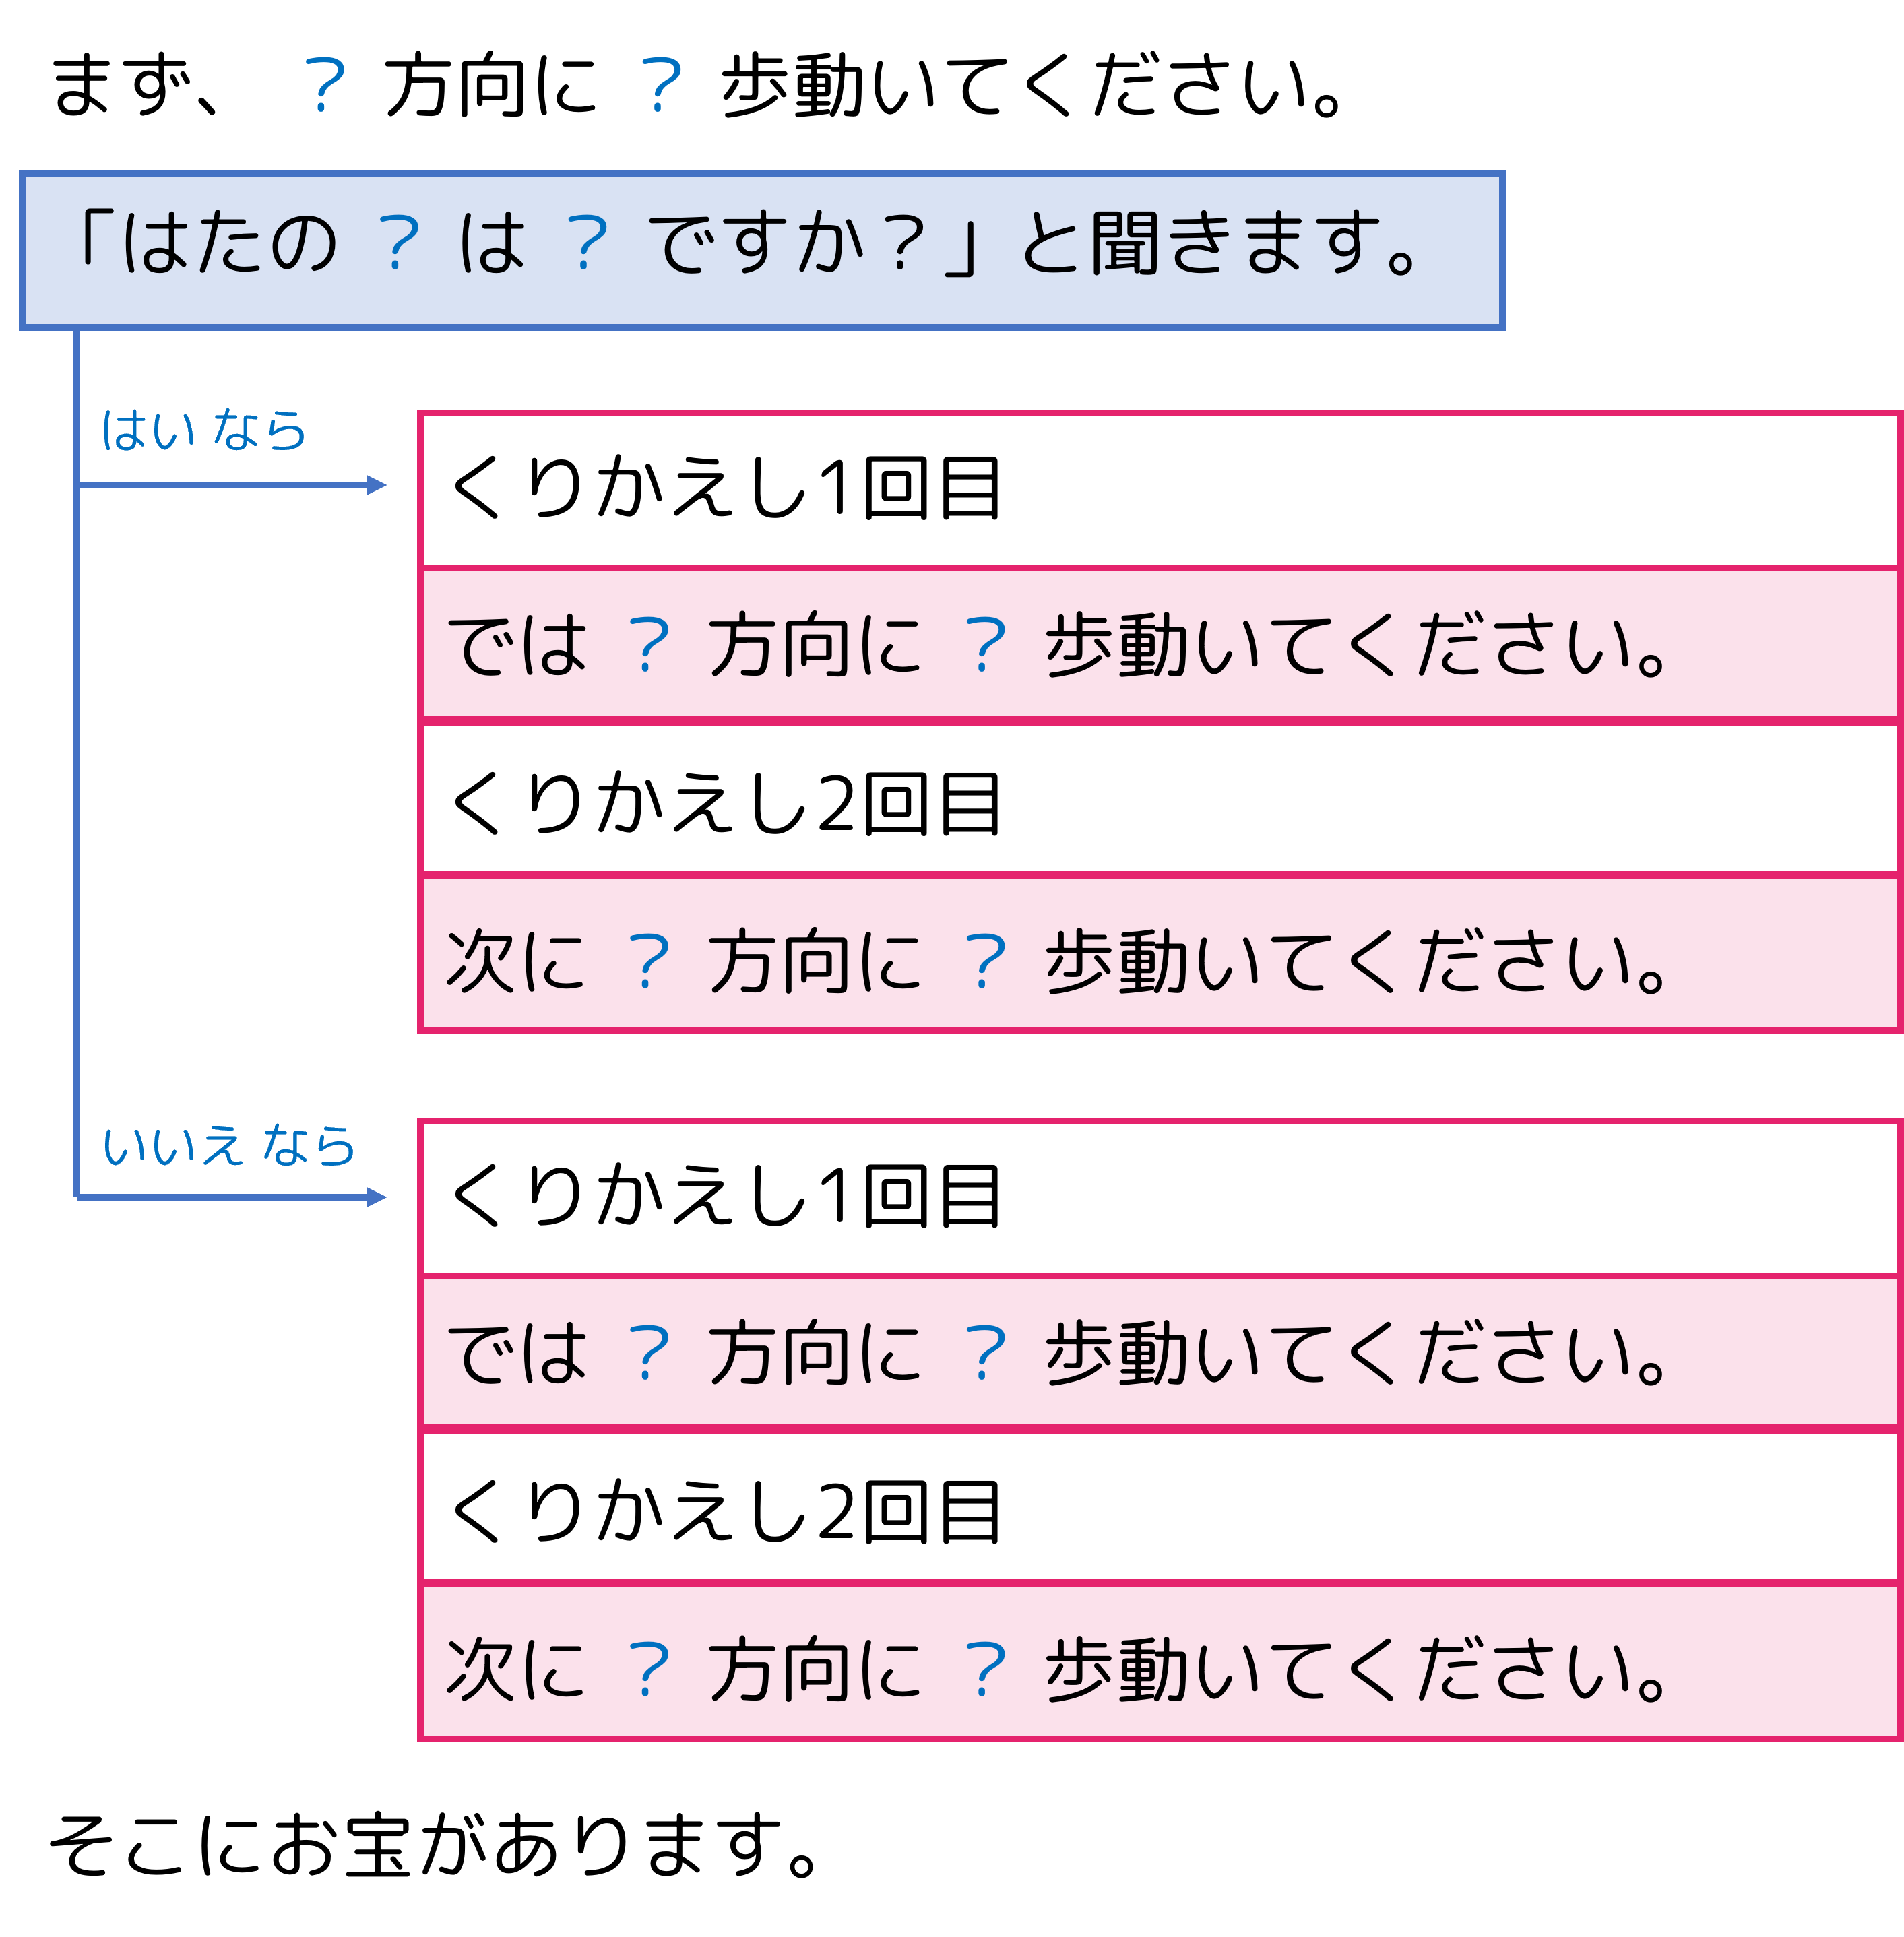 まず、 ? 方向に ? 歩動いてください。
「はたの ? は ? ですか?」と聞きます。
はい なら
くりかえし1回目
では ? 方向に ? 歩動いてください。
くりかえし2回目
次に ? 方向に ? 歩動いてください。
いいえ なら
くりかえし1回目
では ? 方向に ? 歩動いてください。
くりかえし2回目
次に ? 方向に ? 歩動いてください。
そこにお宝があります。